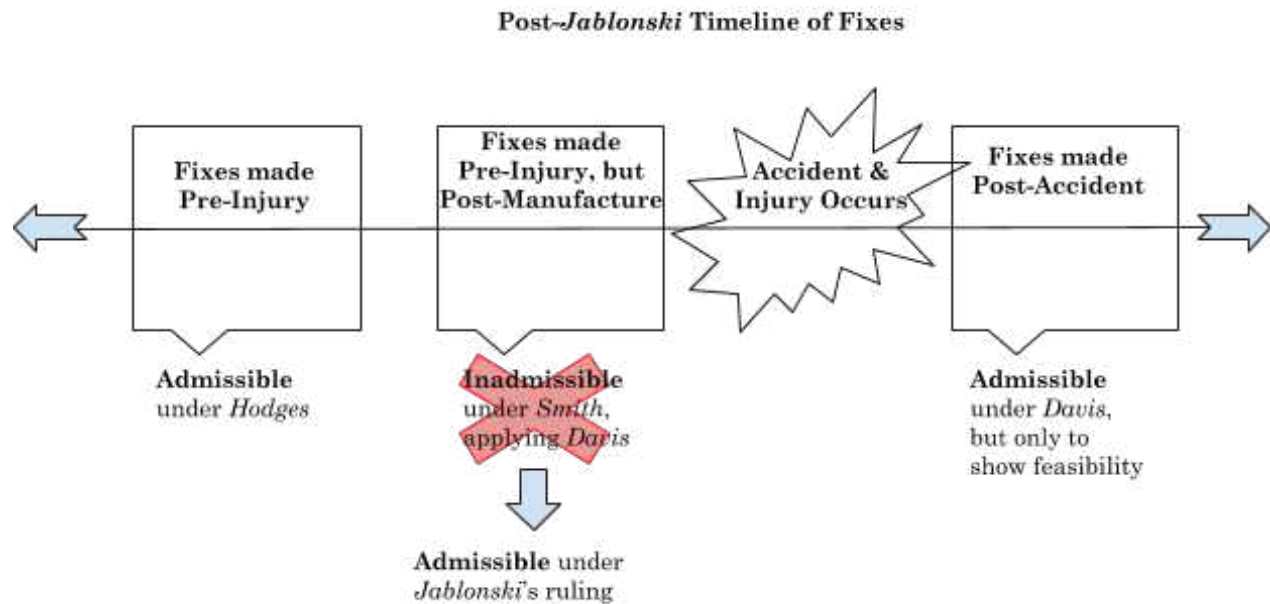 Post-Jablonski Timeline of Fixes
Fixes made
Pre-Injury
Fixes made
Pre-Injury, but
Post-Manufacture
Accident &
Injury Occurs
Fixes made
Post-Accident
Admissible
under Hodges
Inadmissible
under Smith,
applying Davis
Admissible
under Davis,
but only to
show feasibility
Admissible under
Jablonski's ruling